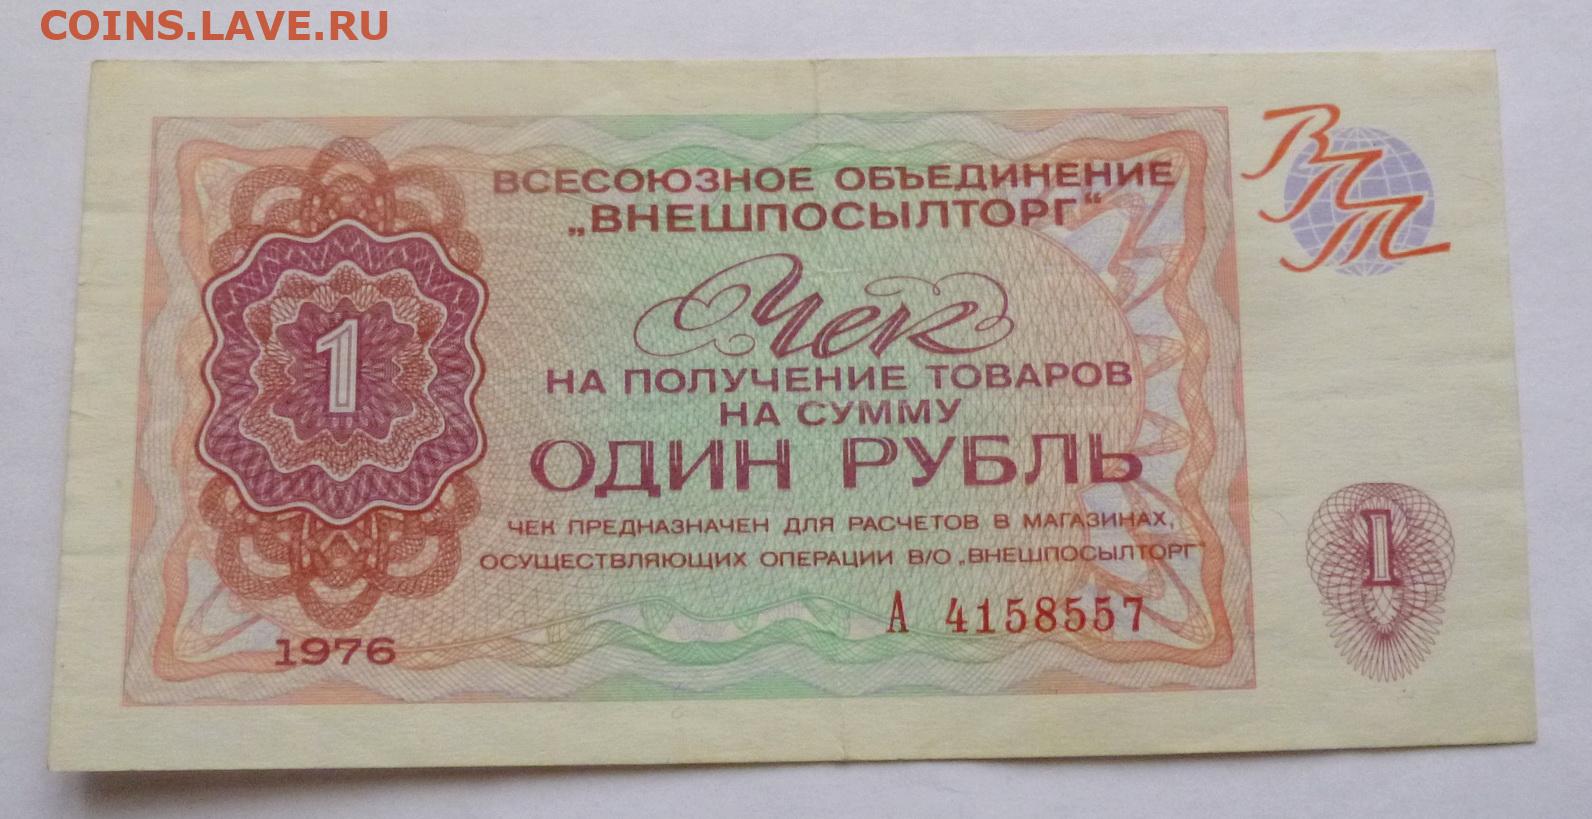 COINS.LAVE.RU
ВСЕСОЮЗНОЕ ОБЪЕДИНЕНИЕ
„ВНЕШПОСЫЛТОРГ“
ВПТ
Чек
НА ПОЛУЧЕНИЕ ТОВАРОВ
НА СУММУ
1
ОДИН РУБЛЬ
ЧЕК ПРЕДНАЗНАЧЕН ДЛЯ РАСЧЕТОВ В МАГАЗИНАХ,
ОСУЩЕСТВЛЯЮЩИХ ОПЕРАЦИИ В/О „ВНЕШПОСЫЛТОРГ“
1
А 4158557
1976